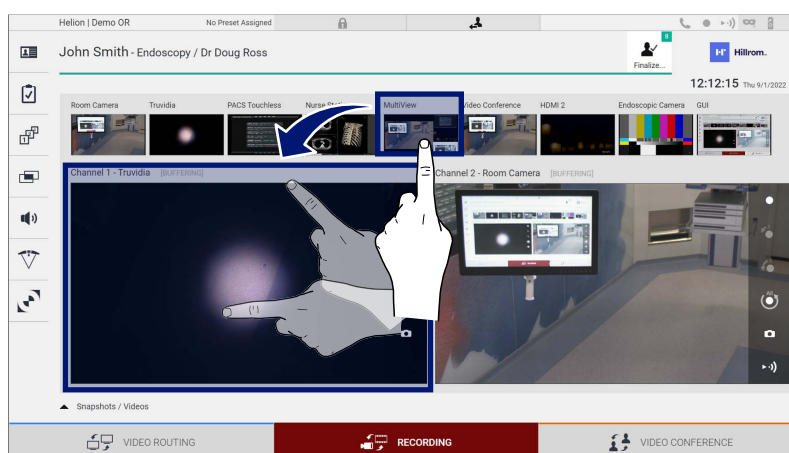 Helion | Demo OR
No Preset Assigned
John Smith - Endoscopy / Dr Doug Ross
8
Finalize...
H-r Hillrom.
12:12:15 Thu 9/1/2022
Room Camera
Truvidia
PACS Touchless
MultiView
Video Conference
HDMI 2
Endoscopic Camera
GUI
Channel 1 - Truvidia [BUFFERING]
Channel 2 - Room Camera [BUFFERING]
All
Snapshots / Videos
VIDEO ROUTING
RECORDING
VIDEO CONFERENCE